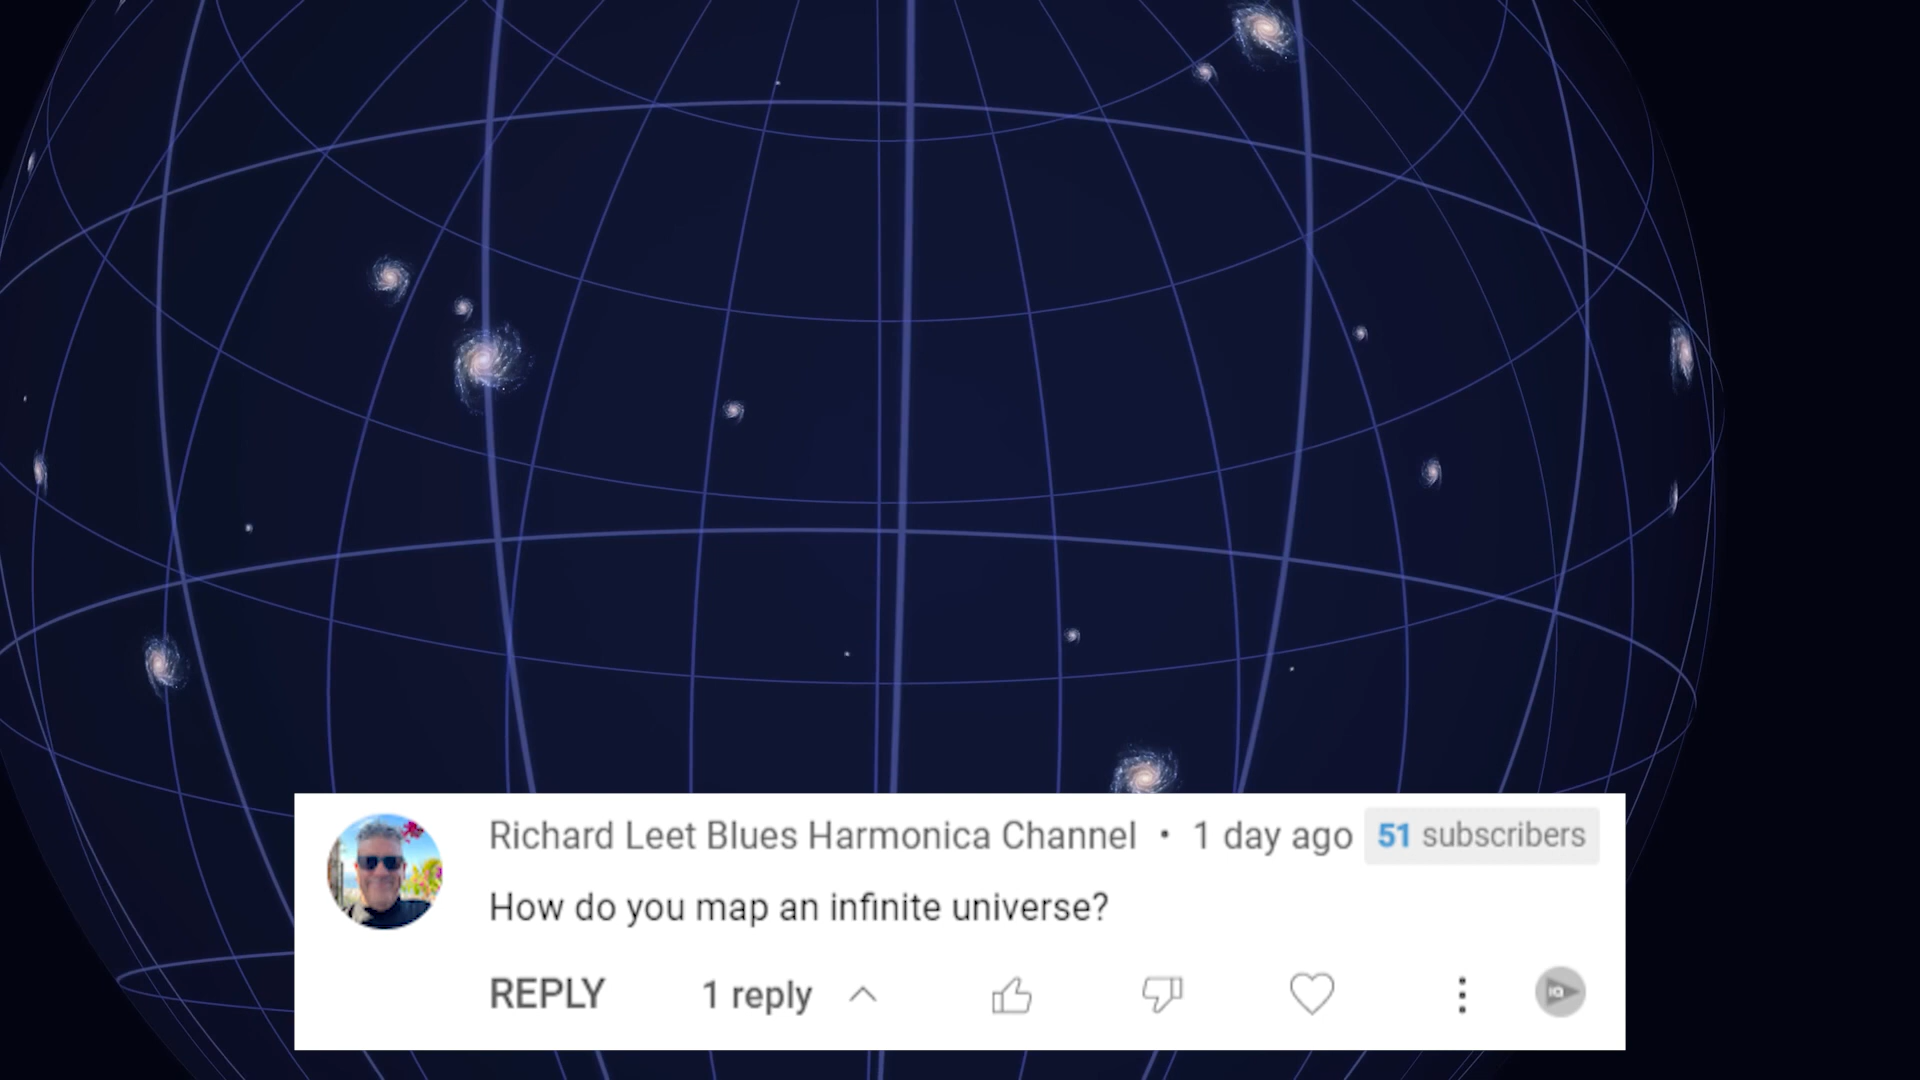 Richard Leet Blues Harmonica Channel • 1 day ago 51 subscribers
How do you map an infinite universe?
REPLY 1 reply
IQ